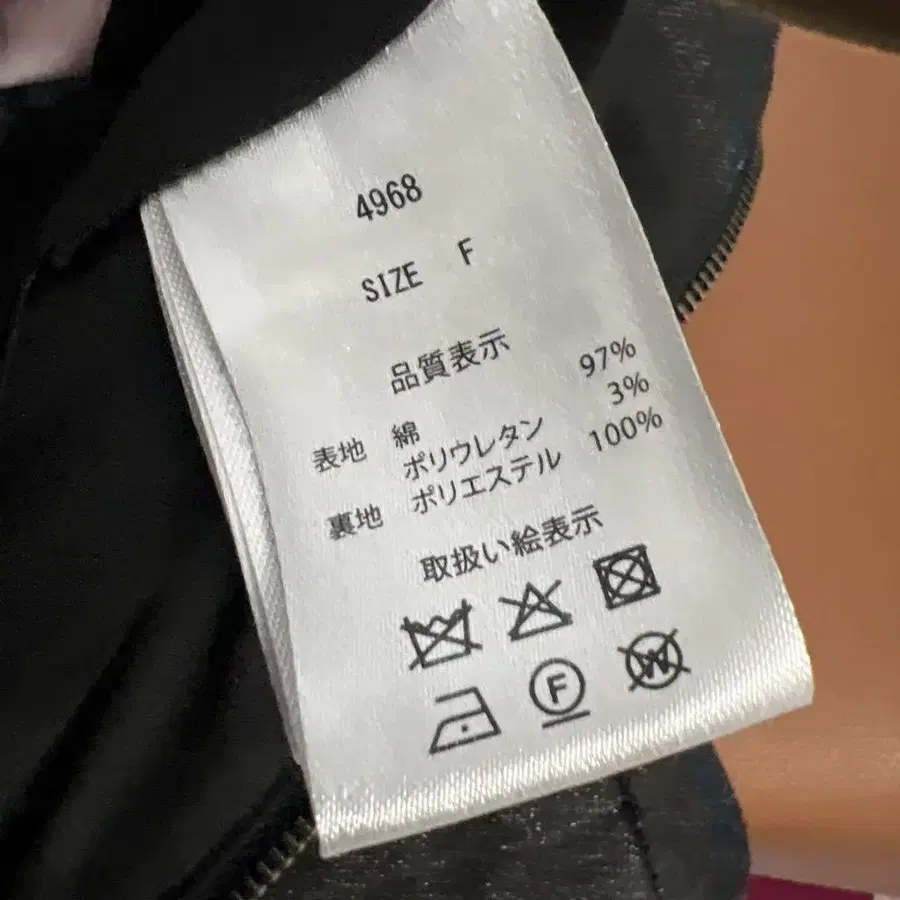 4968
SIZE F
品質表示
表地 綿 97%
ポリウレタン 3%
裏地 ポリエステル 100%
取扱い絵表示
F W